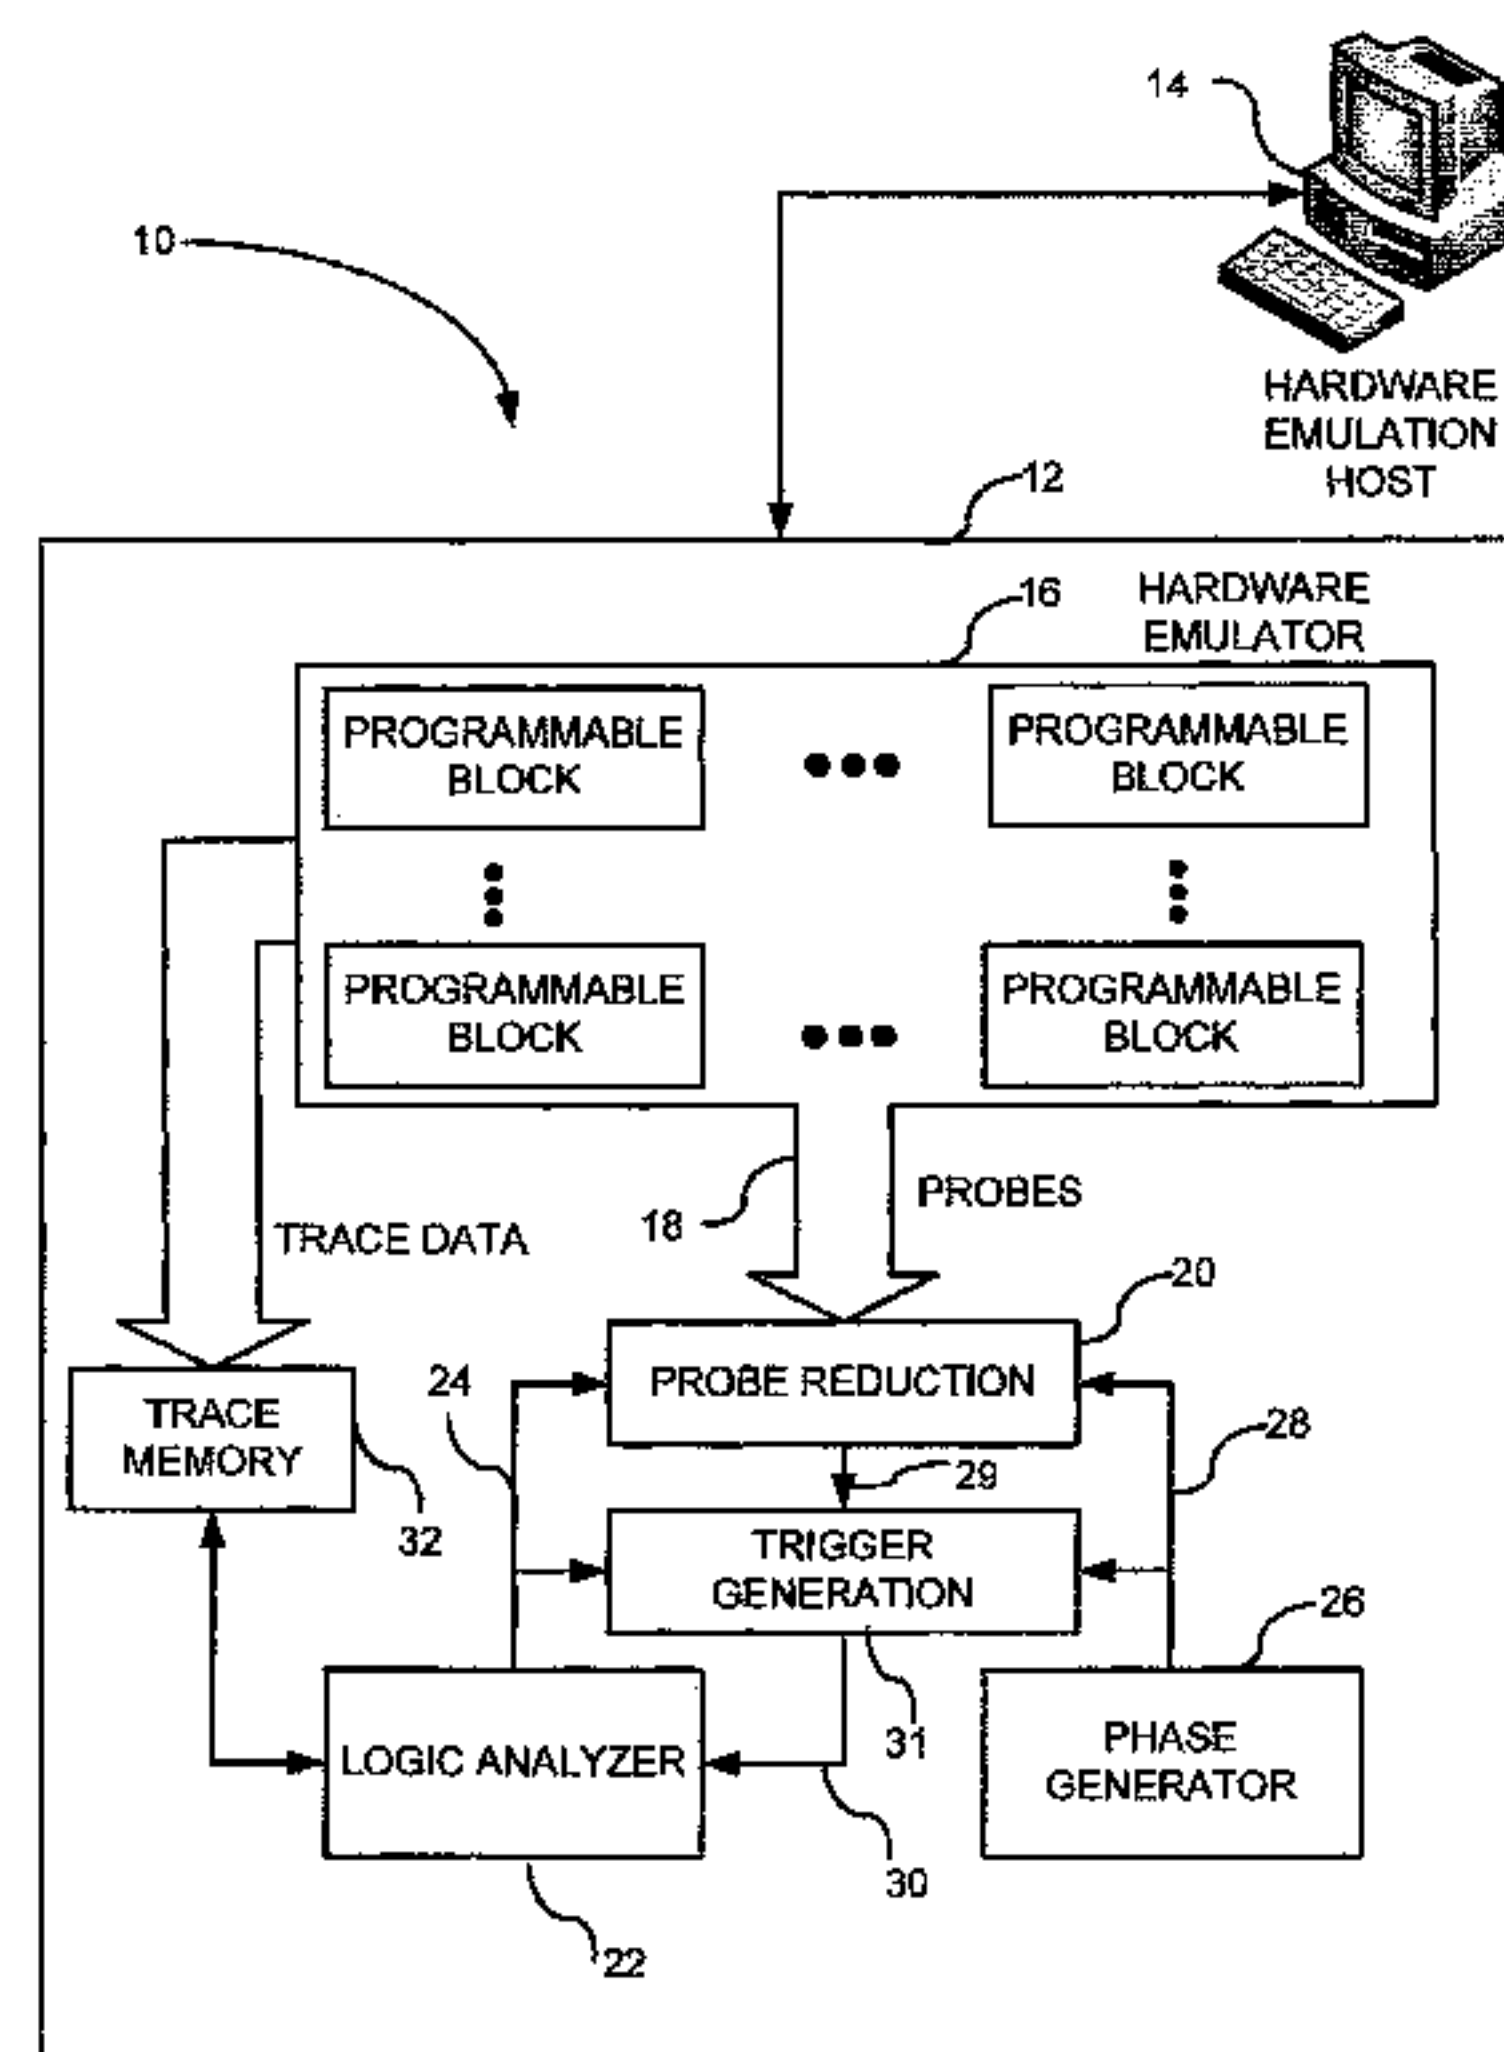 14
10
HARDWARE
EMULATION
HOST
12
16
HARDWARE
EMULATOR
PROGRAMMABLE
BLOCK
PROGRAMMABLE
BLOCK
PROGRAMMABLE
BLOCK
PROGRAMMABLE
BLOCK
18
PROBES
TRACE DATA
20
PROBE REDUCTION
24
TRACE
MEMORY
28
29
32
TRIGGER
GENERATION
26
31
LOGIC ANALYZER
PHASE
GENERATOR
30
22